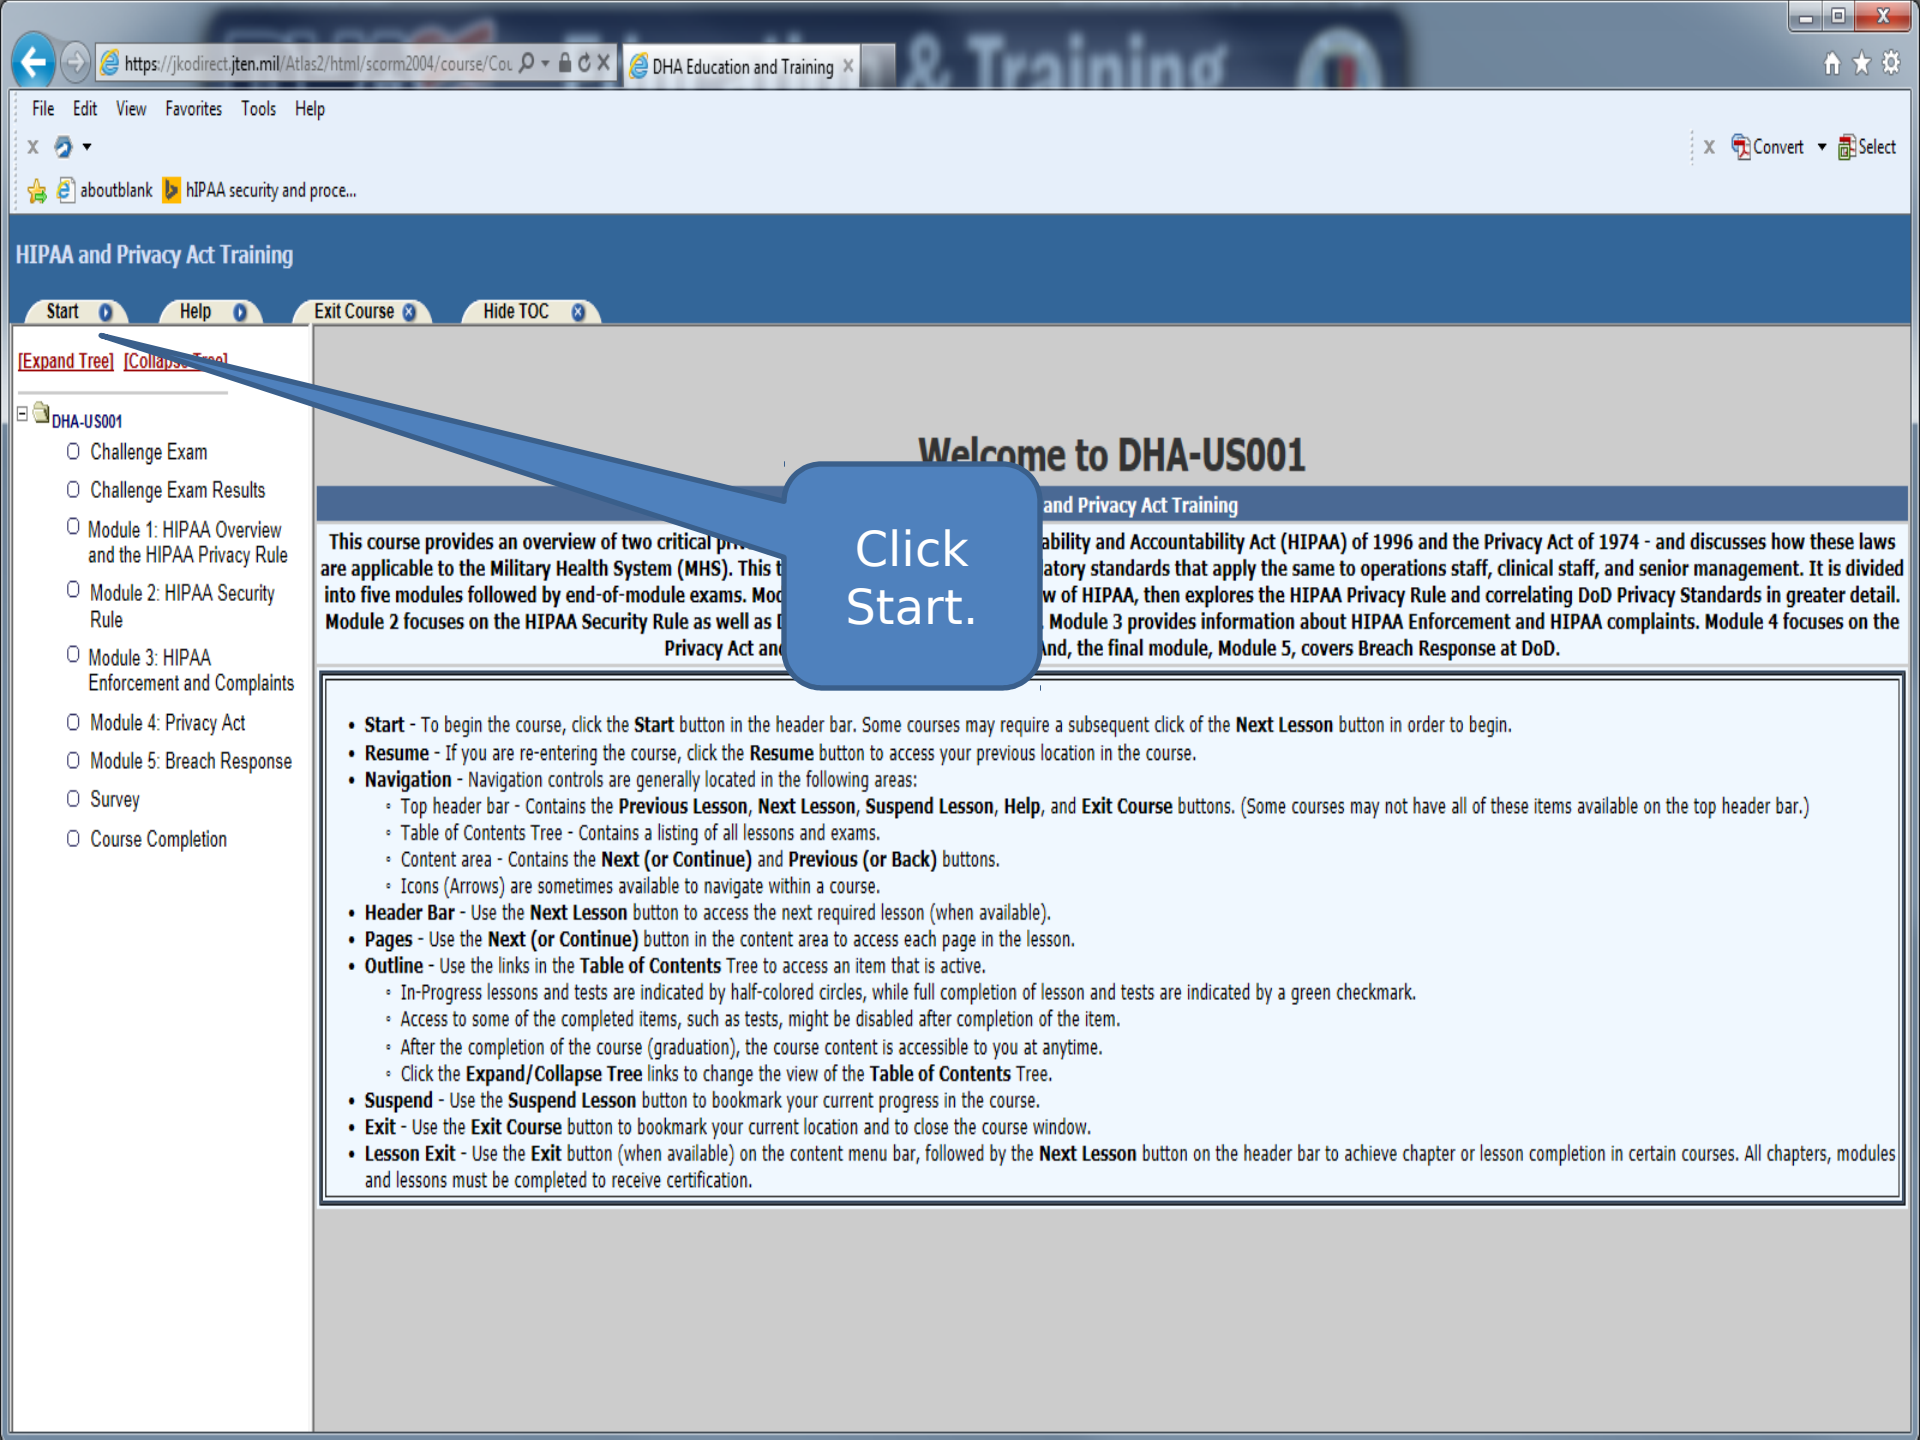 & Training
https://jkodirect.jten.mil/Atlas2/html/scorm2004/course/Cou
DHA Education and Training
File Edit View Favorites Tools Help
Convert Select
aboutblank hIPAA security and proce...
HIPAA and Privacy Act Training
Start Help Exit Course Hide TOC
[Expand Tree] [Collapse Tree]
DHA-US001
Challenge Exam
Challenge Exam Results
Module 1: HIPAA Overview
and the HIPAA Privacy Rule
Module 2: HIPAA Security
Rule
Module 3: HIPAA
Enforcement and Complaints
Module 4: Privacy Act
Module 5: Breach Response
Survey
Course Completion
Welcome to DHA-US001
and Privacy Act Training
This course provides an overview of two critical ability and Accountability Act (HIPAA) of 1996 and the Privacy Act of 1974 - and discusses how these laws
are applicable to the Military Health System (MHS). This atory standards that apply the same to operations staff, clinical staff, and senior management. It is divided
into five modules followed by end-of-module exams. w of HIPAA, then explores the HIPAA Privacy Rule and correlating DoD Privacy Standards in greater detail.
Module 2 focuses on the HIPAA Security Rule as well as Module 3 provides information about HIPAA Enforcement and HIPAA complaints. Module 4 focuses on the
Privacy Act and And, the final module, Module 5, covers Breach Response at DoD.
Click
Start.
• Start - To begin the course, click the Start button in the header bar. Some courses may require a subsequent click of the Next Lesson button in order to begin.
• Resume - If you are re-entering the course, click the Resume button to access your previous location in the course.
• Navigation - Navigation controls are generally located in the following areas:
◦ Top header bar - Contains the Previous Lesson, Next Lesson, Suspend Lesson, Help, and Exit Course buttons. (Some courses may not have all of these items available on the top header bar.)
◦ Table of Contents Tree - Contains a listing of all lessons and exams.
◦ Content area - Contains the Next (or Continue) and Previous (or Back) buttons.
◦ Icons (Arrows) are sometimes available to navigate within a course.
• Header Bar - Use the Next Lesson button to access the next required lesson (when available).
• Pages - Use the Next (or Continue) button in the content area to access each page in the lesson.
• Outline - Use the links in the Table of Contents Tree to access an item that is active.
◦ In-Progress lessons and tests are indicated by half-colored circles, while full completion of lesson and tests are indicated by a green checkmark.
◦ Access to some of the completed items, such as tests, might be disabled after completion of the item.
◦ After the completion of the course (graduation), the course content is accessible to you at anytime.
◦ Click the Expand/Collapse Tree links to change the view of the Table of Contents Tree.
• Suspend - Use the Suspend Lesson button to bookmark your current progress in the course.
• Exit - Use the Exit Course button to bookmark your current location and to close the course window.
• Lesson Exit - Use the Exit button (when available) on the content menu bar, followed by the Next Lesson button on the header bar to achieve chapter or lesson completion in certain courses. All chapters, modules
and lessons must be completed to receive certification.